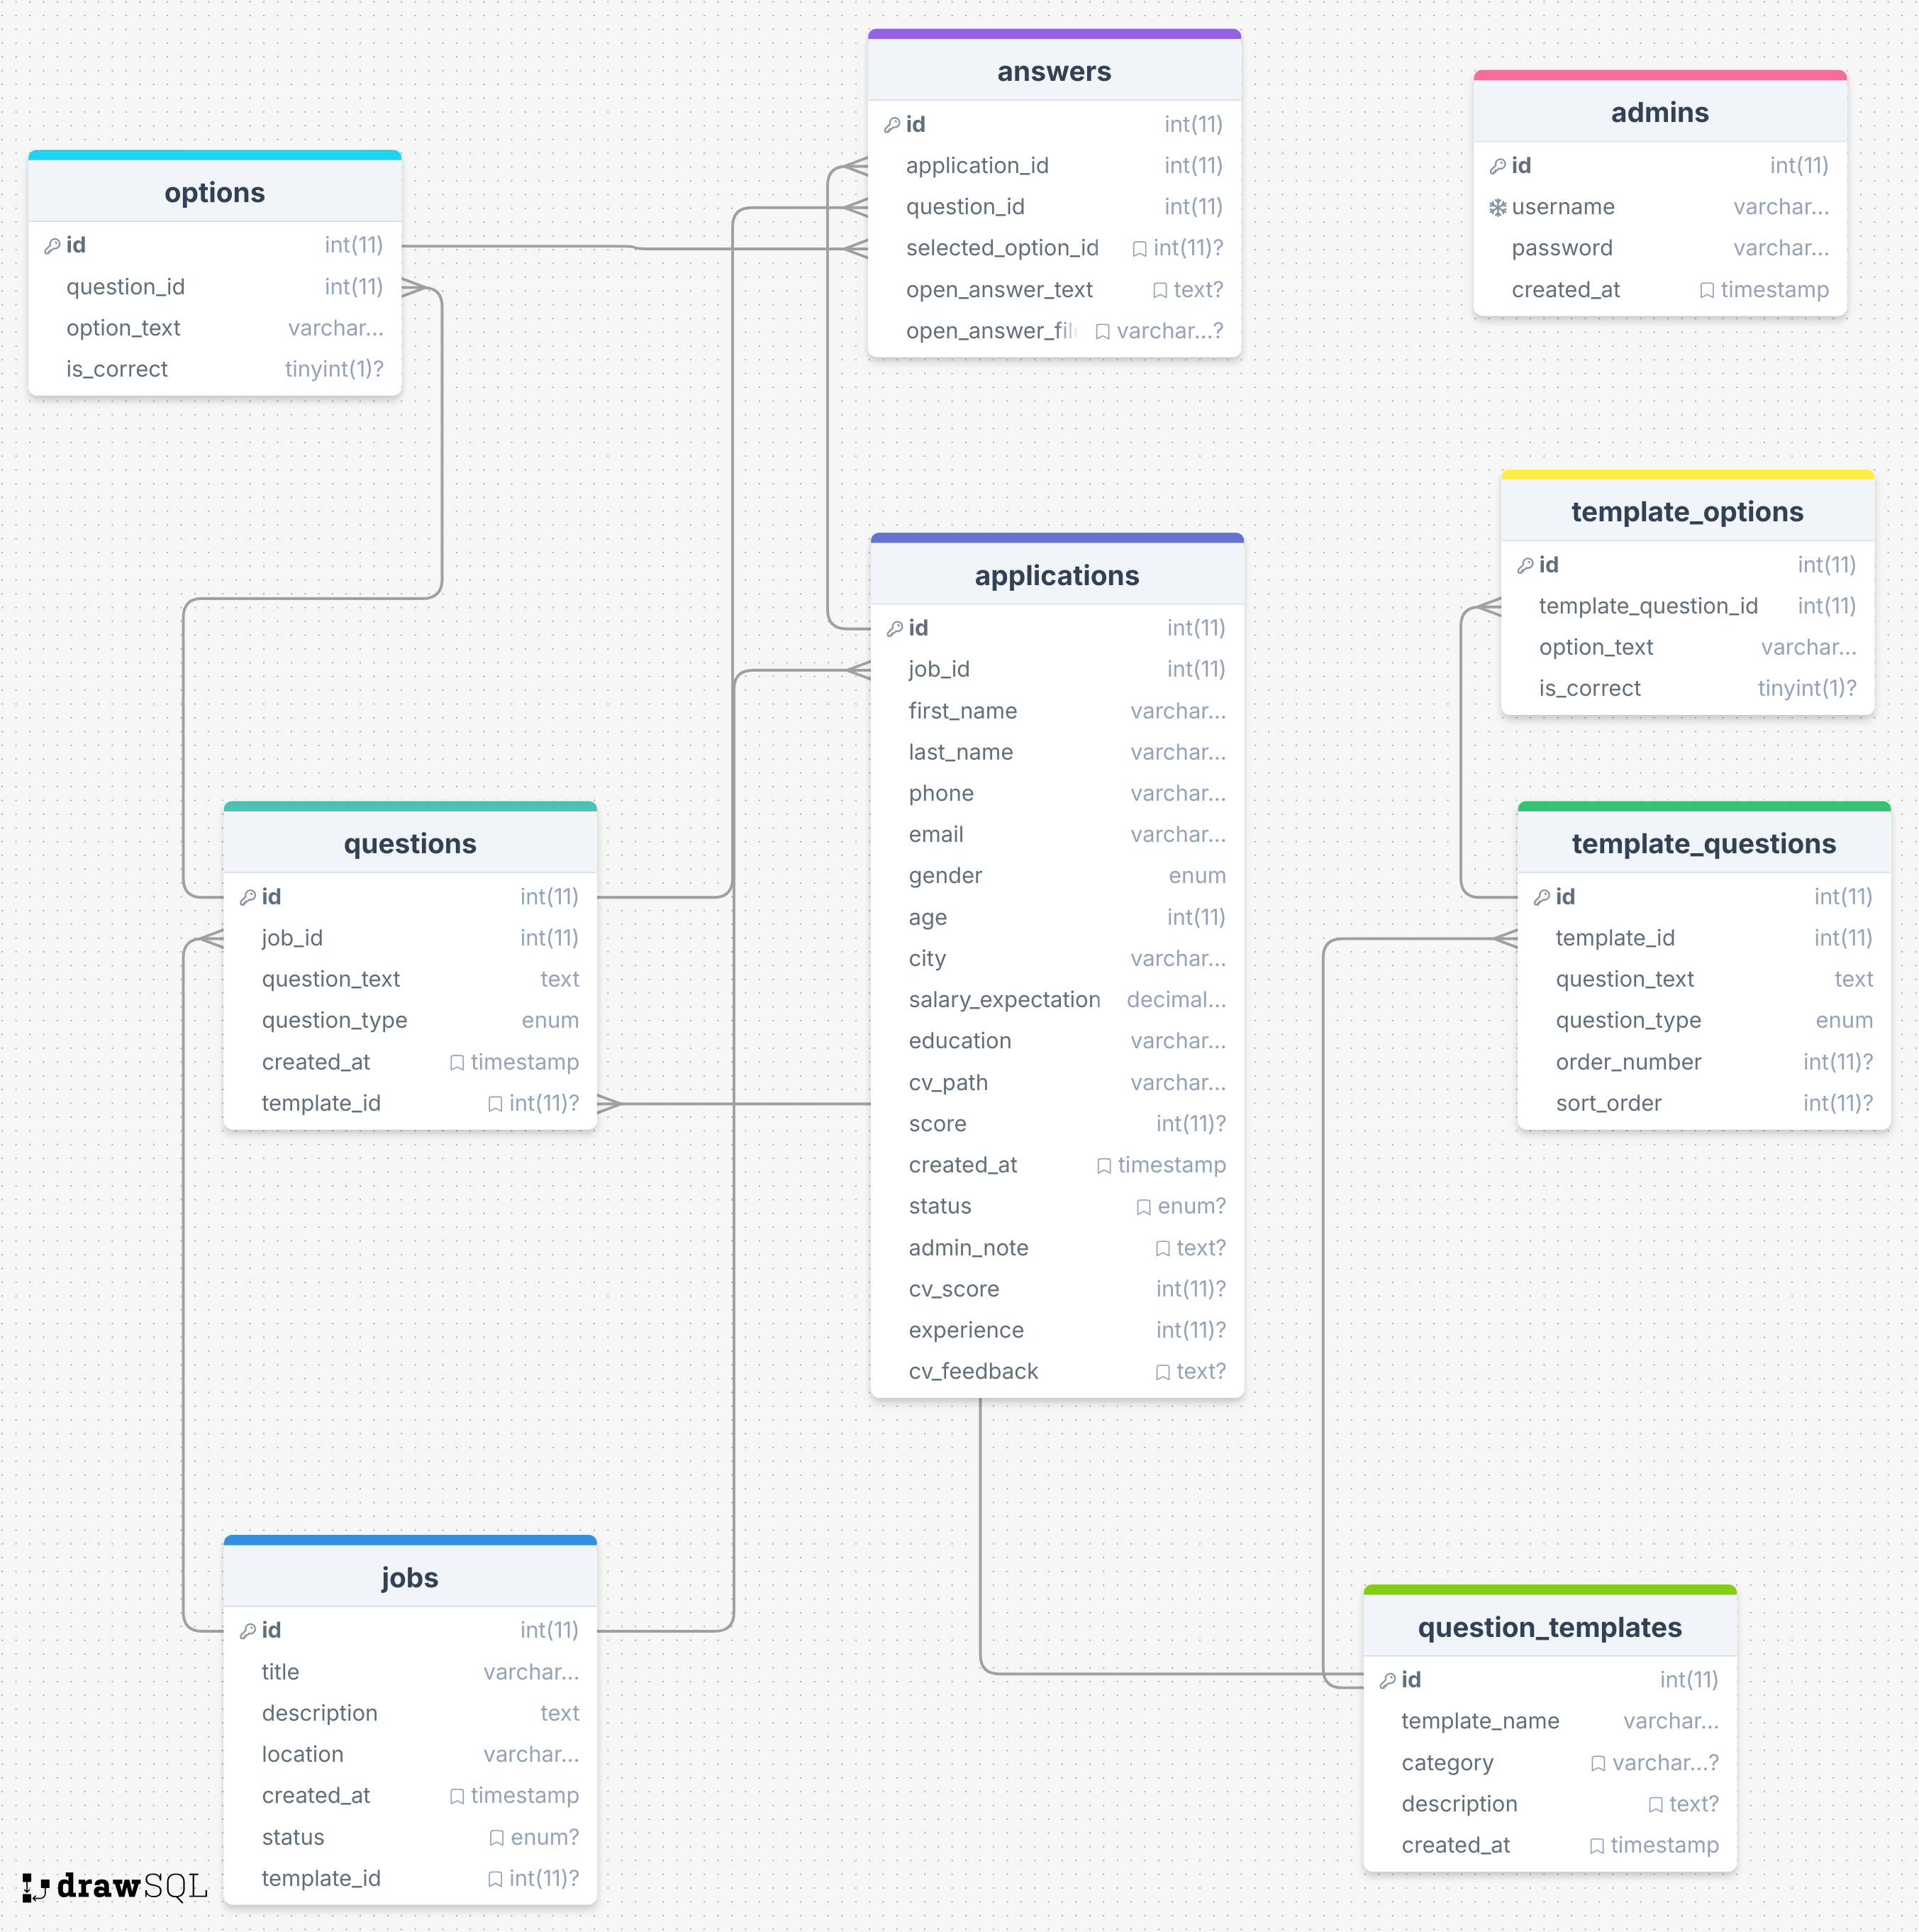 answers
id int(11)
application_id int(11)
question_id int(11)
selected_option_id int(11)?
open_answer_text text?
open_answer_fil varchar...?
admins
id int(11)
username varchar...
password varchar...
created_at timestamp
options
id int(11)
question_id int(11)
option_text varchar...
is_correct tinyint(1)?
template_options
id int(11)
template_question_id int(11)
option_text varchar...
is_correct tinyint(1)?
applications
id int(11)
job_id int(11)
first_name varchar...
last_name varchar...
phone varchar...
email varchar...
gender enum
age int(11)
city varchar...
salary_expectation decimal...
education varchar...
cv_path varchar...
score int(11)?
created_at timestamp
status enum?
admin_note text?
cv_score int(11)?
experience int(11)?
cv_feedback text?
questions
id int(11)
job_id int(11)
question_text text
question_type enum
created_at timestamp
template_id int(11)?
template_questions
id int(11)
template_id int(11)
question_text text
question_type enum
order_number int(11)?
sort_order int(11)?
jobs
id int(11)
title varchar...
description text
location varchar...
created_at timestamp
status enum?
template_id int(11)?
question_templates
id int(11)
template_name varchar...
category varchar...?
description text?
created_at timestamp
drawSQL